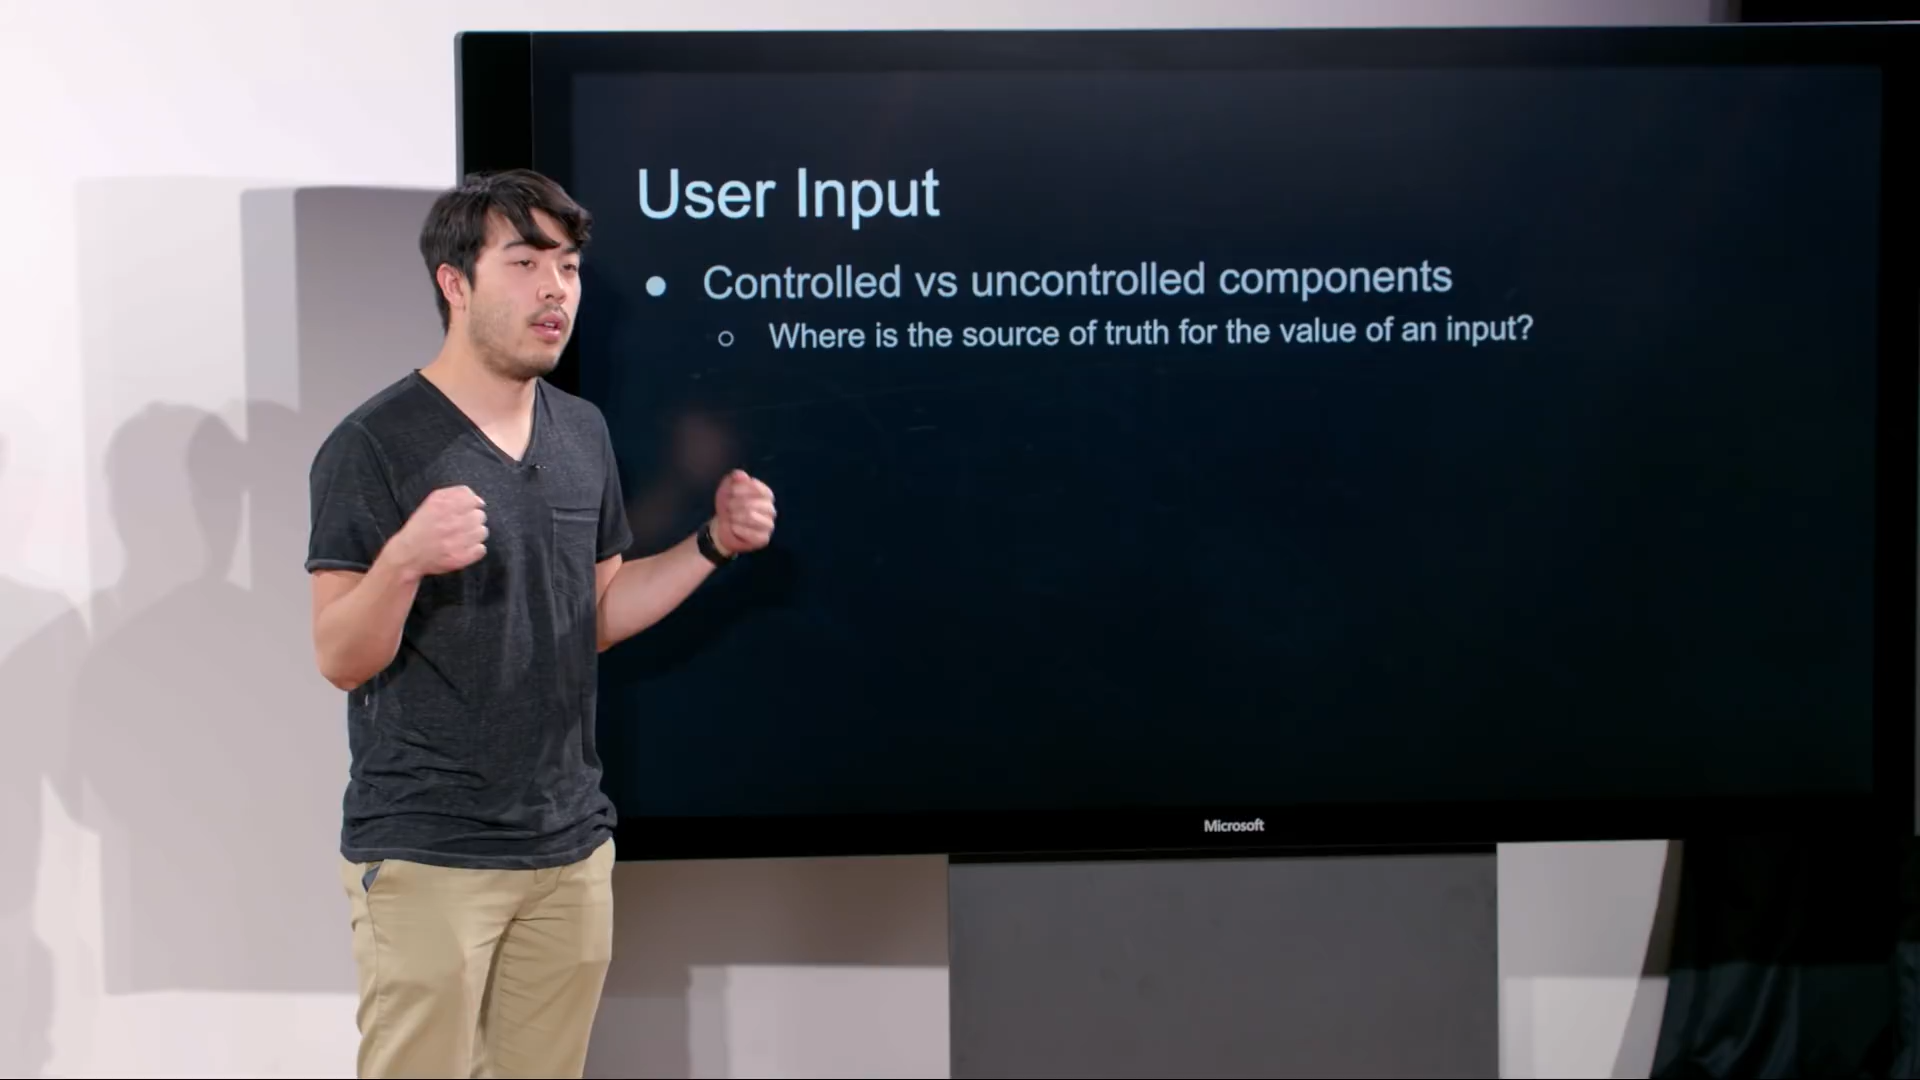 User Input
● Controlled vs uncontrolled components
○ Where is the source of truth for the value of an input?
Microsoft